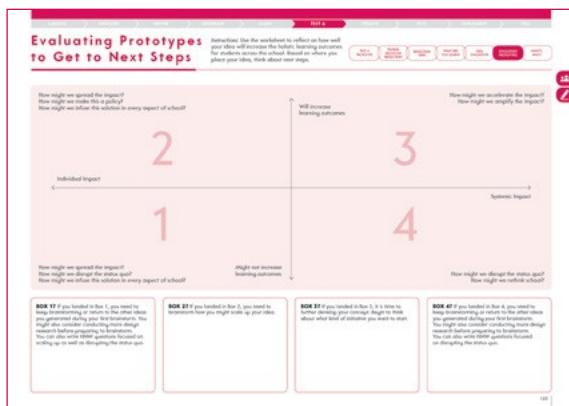 Evaluating Prototypes
to Get to Next Steps
Instructions: Use the worksheet to reflect on how well
your idea will increase the holistic learning outcomes
for students across the school. Based on where you
place your idea, think about next steps.
How might we spread the impact?
How might we make this a policy?
How might we infuse this solution in every aspect of school?
Will increase
learning outcomes
How might we accelerate the impact?
How might we amplify the impact?
2
3
Individual Impact
Systemic Impact
1
4
How might we spread the impact?
How might we disrupt the status quo?
How might we infuse this solution in every aspect of school?
Might not increase
learning outcomes
How might we disrupt the status quo?
How might we rethink school?
BOX 1? If you landed in Box 1, you need to
keep brainstorming or return to the other ideas
you generated during your first brainstorm. You
might also consider conducting more design
research before preparing to brainstorm.
You can also write HMW questions focused on
scaling up as well as disrupting the status quo.
BOX 2? If you landed in Box 2, you need to
brainstorm how you might scale up your idea.
BOX 3? If you landed in Box 3, it is time to
further develop your concept. Begin to think
about what kind of initiative you want to start.
BOX 4? If you landed in Box 4, you need to
keep brainstorming or return to the other ideas
you generated during your first brainstorm.
You might also consider conducting more design
research before preparing to brainstorm. You
can also write HMW questions focused
on disrupting the status quo.